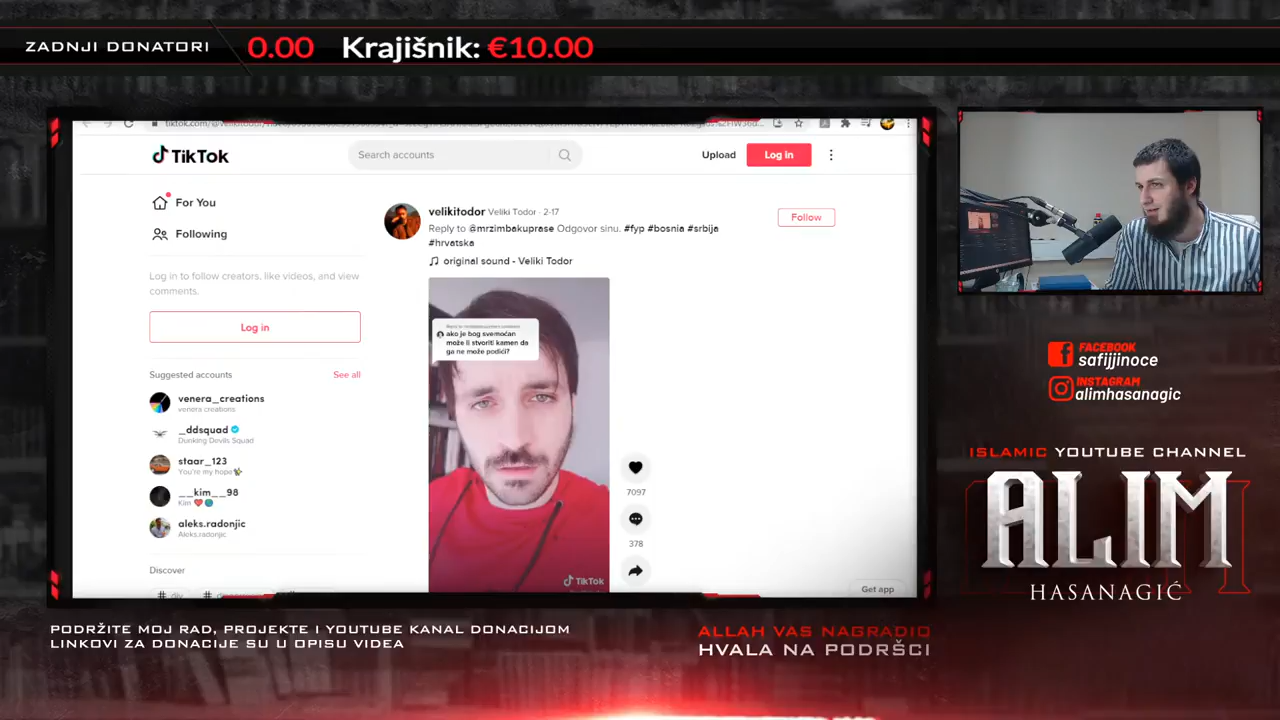 ZADNJI DONATORI
0.00 Krajišnik: €10.00
TikTok
Search accounts
Upload
Log in
For You
Following
Log in to follow creators, like videos, and view
comments.
Log in
Suggested accounts
See all
venera_creations
venera creations
_ddsquad
Dunking Devils Squad
staar_123
You're my hope
__kim__98
Kim
aleks.radonjic
Aleks.radonjic
Discover
velikitodor Veliki Todor · 2-17
Follow
Reply to @mrzimbakuprase Odgovor sinu. #fyp #bosnia #srbija
#hrvatska
original sound - Veliki Todor
ako je bog svemoćan
može li stvoriti kamen da
ga ne može podići?
TikTok
7097
378
Get app
FACEBOOK
safijjinoce
INSTAGRAM
alimhasanagic
ISLAMIC YOUTUBE CHANNEL
ALIM
HASANAGIĆ
PODRŽITE MOJ RAD, PROJEKTE I YOUTUBE KANAL DONACIJOM
LINKOVI ZA DONACIJE SU U OPISU VIDEA
ALLAH VAS NAGRADIO
HVALA NA PODRŠCI